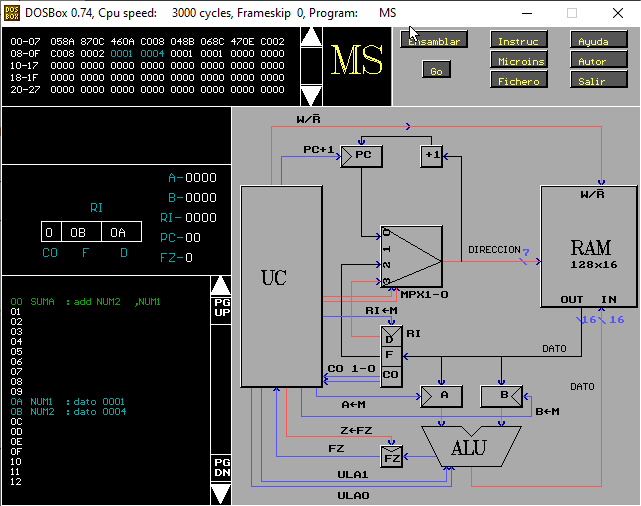 DOSBox 0.74, Cpu speed: 3000 cycles, Frameskip 0, Program: MS
00-07 058A 870C 460A C008 048B 068C 470E C002
08-0F C008 0002 0001 0004 0001 0001 0000 0000
10-17 0000 0000 0000 0000 0000 0000 0000 0000
18-1F 0000 0000 0000 0000 0000 0000 0000 0000
20-27 0000 0000 0000 0000 0000 0000 0000 0000
MS
Ensamblar
Go
Instruc
Microins
Fichero
Ayuda
Autor
Salir
A-0000
B-0000
RI-0000
PC-00
FZ-0
RI
0 0B 0A
CO F D
00 SUMA :add NUM2 ,NUM1
01
02
03
04
05
06
07
08
09
0A NUM1 :dato 0001
0B NUM2 :dato 0004
0C
0D
0E
0F
10
11
12
PG
UP
PG
DN
W/R̅
PC+1
PC
+1
W/R̅
RAM
128x16
OUT IN
16 16
DIRECCION 7
0
1
2
3
MPX1-0
UC
RI←M
RI
D
F
CO
CO 1-0
DATO
DATO
A←M
A
B
B←M
Z←FZ
FZ
FZ
ALU
ULA1
ULA0